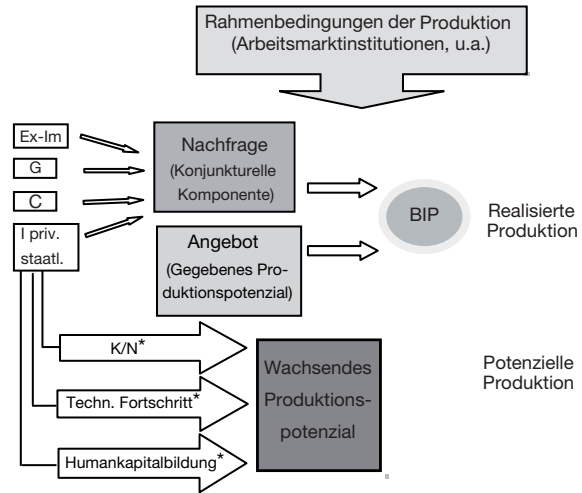 Rahmenbedingungen der Produktion
(Arbeitsmarktinstitutionen, u.a.)
Ex-Im
G
C
I priv.
staatl.
Nachfrage
(Konjunkturelle
Komponente)
Angebot
(Gegebenes Pro-
duktionspotenzial)
BIP
Realisierte
Produktion
K/N*
Techn. Fortschritt*
Humankapitalbildung*
Wachsendes
Produktions-
potenzial
Potenzielle
Produktion